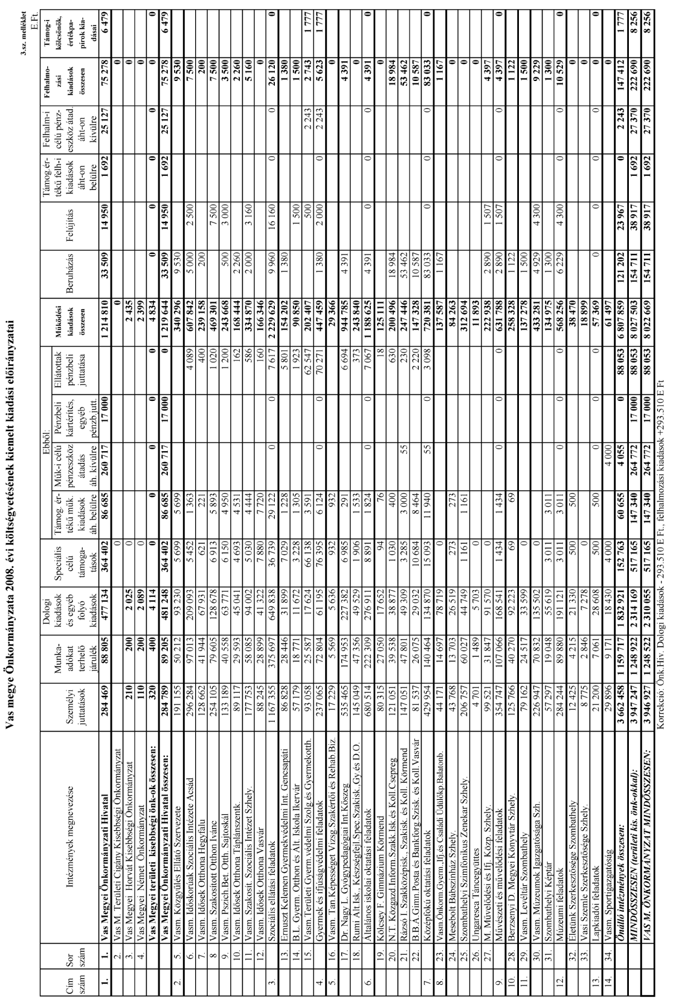 3.sz. melléklet
Vas megye Önkormányzata 2008. évi költségvetésének kiemelt kiadási előirányzatai
E.Ft.
Cím szám | Sor szám | Intézmények megnevezése | Személyi juttatások | Munka-adokat terhelő járulék | Dologi kiadások és egyéb folyó kiadások | Speciális célú támoga-tások | Ebből: Támog.ér-tékű műk. kiadások áh. belülre | Műk-i célú pénzeszköz átadás áh. kívülre | Pénzbeli kártérítés, egyéb pénzb.jutt. | Ellátottak pénzbeli juttatása | Működési kiadások összesen | Beruházás | Felújítás | Támog.ér-tékű felh-i kiadások áht-on belülre | Felhalm-i célú pénz-eszköz átad. áht-on kívülre | Felhalmo-zási kiadások összesen | Támog-i kölcsönök, értékpa-pírok kia-dásai
1. 1. Vas Megyei Önkormányzati Hivatal 284 469 88 805 477 134 364 402 86 685 260 717 17 000 1 214 810 33 509 14 950 1 692 25 127 75 278 6 479
2. Vas M. Területi Cigány Kisebbségi Önkormányzat 0 0 0
3. Vas Megyei Horvát Kisebbségi Önkormányzat 210 200 2 025 0 2 435 0
4. Vas Megyei Német Önkormányzat 110 200 2 089 0 2 399 0
Vas Megyei területi kisebbségi önk-ok összesen: 320 400 4 114 0 0 0 0 0 4 834 0 0 0 0 0 0
Vas Megyei Önkormányzati Hivatal összesen: 284 789 89 205 481 248 364 402 86 685 260 717 17 000 0 1 219 644 33 509 14 950 1 692 25 127 75 278 6 479
2. 5. Vasm. Közgyűlés Ellátó Szervezete 191 155 50 212 93 230 5 699 5 699 340 296 9 530 9 530 0
6. Vasm. Időskorúak Szociális Intézete Acsád 296 284 97 013 209 093 5 452 1 363 4 089 607 842 5 000 2 500 7 500
7. Vasm. Idősek Otthona Hegyfalu 128 662 41 944 67 931 621 221 400 239 158 200 200
8 Vasm. Szakosított Otthon Ivánc 254 105 79 605 128 678 6 913 5 893 1 020 469 301 7 500 7 500
9. Vasm. Pszich.Bet. Otth. Sajtoskál 133 189 40 558 63 771 6 150 4 950 1 200 243 668 500 3 000 3 500
10. Vasm. Idősek Otthona Táplánszentk. 89 117 29 593 45 041 4 693 4 531 162 168 444 2 260 2 260
11. Vasm. Szakosít. Szociális Intézet Szhely. 177 753 58 085 94 002 5 030 4 444 586 334 870 2 000 3 160 5 160
12. Vasm. Idősek Otthona Vasvár 88 245 28 899 41 322 7 880 7 720 160 166 346 0
3. Szociális ellátási feladatok 1 167 355 375 697 649 838 36 739 29 122 0 0 7 617 2 229 629 9 960 16 160 0 0 26 120 0
13. Ernuszt Kelemen Gyermekvédelmi Int. Gencsapáti 86 828 28 446 31 899 7 029 1 228 5 801 154 202 1 380 1 380
14. B.L. Gyerm. Otthon és Ált. Iskola Ikervár 57 179 18 771 11 672 3 228 1 305 1 923 90 850 1 500 1 500
15. Vasm.Területi Gyerm.védelmi Szolg.és Gyermekotth. 93 058 25 587 17 624 66 138 3 591 62 547 202 407 500 2 243 2 743 1 777
4. Gyermek és ifjúságvédelmi feladatok 237 065 72 804 61 195 76 395 6 124 0 0 70 271 447 459 1 380 2 000 0 2 243 5 623 1 777
5. 16. Vasm. Tan.Képességet Vizsg.Szakértői és Rehab.Biz. 17 229 5 569 5 636 932 932 29 366 0
17. Dr. Nagy L. Gyógypedagógiai Int.Kőszeg 535 465 174 953 227 382 6 985 291 6 694 944 785 4 391 4 391
18. Rumi Ált.Isk., Készségfejl.Spec.Szakisk.,Gy.és D.O. 145 049 47 356 49 529 1 906 1 533 373 243 840 0
6. Általános iskolai oktatási feladatok 680 514 222 309 276 911 8 891 1 824 0 0 7 067 1 188 625 4 391 0 0 0 4 391 0
19. Kölcsey F. Gimnázium Körmend 80 315 27 050 17 652 94 76 18 125 111 0
20. N.T. Közgazd.Inform.Szakk.Isk.és Koll.Csepreg 121 051 39 538 38 877 1 030 400 630 200 496 18 984 18 984
21. Rázsó I. Szakközépisk., Szakisk. és Koll. Körmend 147 051 49 309 47 801 3 285 3 000 55 230 247 446 53 462 53 462
22. B.B.Á.Gimn.Posta és Bankforg.Szisk. és Koll.Vasvár 81 537 26 075 29 032 10 684 8 464 2 220 147 328 10 587 10 587
7. Középfokú oktatási feladatok 429 954 140 464 134 870 15 093 11 940 55 0 3 098 720 381 83 033 0 0 0 83 033 0
8. 23. Vasm.Önkorm.Gyerm.,Ifj.és Családi Üdülőkp.Balatonb. 44 171 14 697 78 719 0 137 587 1 167 1 167
24. Mesebolt Bábszínház Szhely. 43 768 13 703 26 519 273 273 84 263 0
25. Szombathelyi Szimfónikus Zenekar Szhely. 206 757 60 027 44 749 1 161 1 161 312 694 0
26. Ungaresca Táncegyüttes 4 701 1 489 5 703 0 11 893 0
27. M. Művelődési és Ifj. Közp. Szhely. 99 521 31 847 91 570 0 222 938 2 890 1 507 4 397
9. Művészeti és művelődési feladatok 354 747 107 066 168 541 1 434 1 434 0 0 0 631 788 2 890 1 507 0 0 4 397 0
10. 28. Berzsenyi D. Megyei Könyvtár Szhely. 125 766 40 270 92 223 69 69 258 328 1 122 1 122
11. 29. Vasm. Levéltár Szombathely 79 162 24 517 33 599 0 137 278 1 500 1 500
30. Vasm. Múzeumok Igazgatósága Szh. 226 947 70 832 135 502 0 433 281 4 929 4 300 9 229
31. Szombathelyi Képtár 57 297 19 048 55 619 3 011 3 011 134 975 1 300 1 300
12. Múzeumi feladatok 284 244 89 880 191 121 3 011 3 011 0 0 0 568 256 6 229 4 300 0 0 10 529 0
32. Életünk Szerkesztősége Szombathely 12 425 4 215 21 330 500 500 38 470 0
33. Vasi Szemle Szerkesztősége Szhely. 8 775 2 846 7 278 0 18 899 0
13. Lapkiadói feladatok 21 200 7 061 28 608 500 500 0 0 0 57 369 0 0 0 0 0 0
14. 34. Vasm. Sportigazgatóság 29 896 9 171 18 430 4 000 4 000 61 497 0
Önálló intézmények összesen: 3 662 458 1 159 717 1 832 921 152 763 60 655 4 055 0 88 053 6 807 859 121 202 23 967 0 2 243 147 412 1 777
MINDÖSSZESEN (területi kis. önk-okkal): 3 947 247 1 248 922 2 314 169 517 165 147 340 264 772 17 000 88 053 8 027 503 154 711 38 917 1 692 27 370 222 690 8 256
VAS M. ÖNKORMÁNYZAT MINDÖSSZESEN: 3 946 927 1 248 522 2 310 055 517 165 147 340 264 772 17 000 88 053 8 022 669 154 711 38 917 1 692 27 370 222 690 8 256
Korrekció: Önk.Hiv. Dologi kiadások - 293.510 E Ft., felhalmozási kiadások +293.510 E Ft